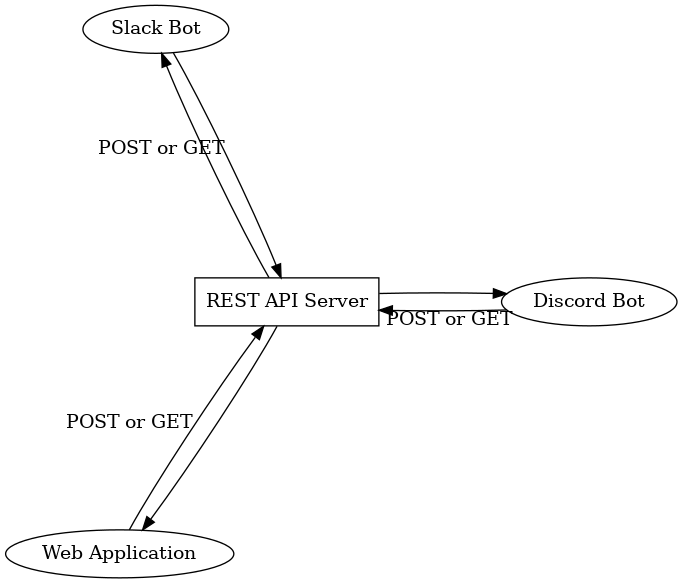 Slack Bot
POST or GET
REST API Server
Discord Bot
POST or GET
POST or GET
Web Application